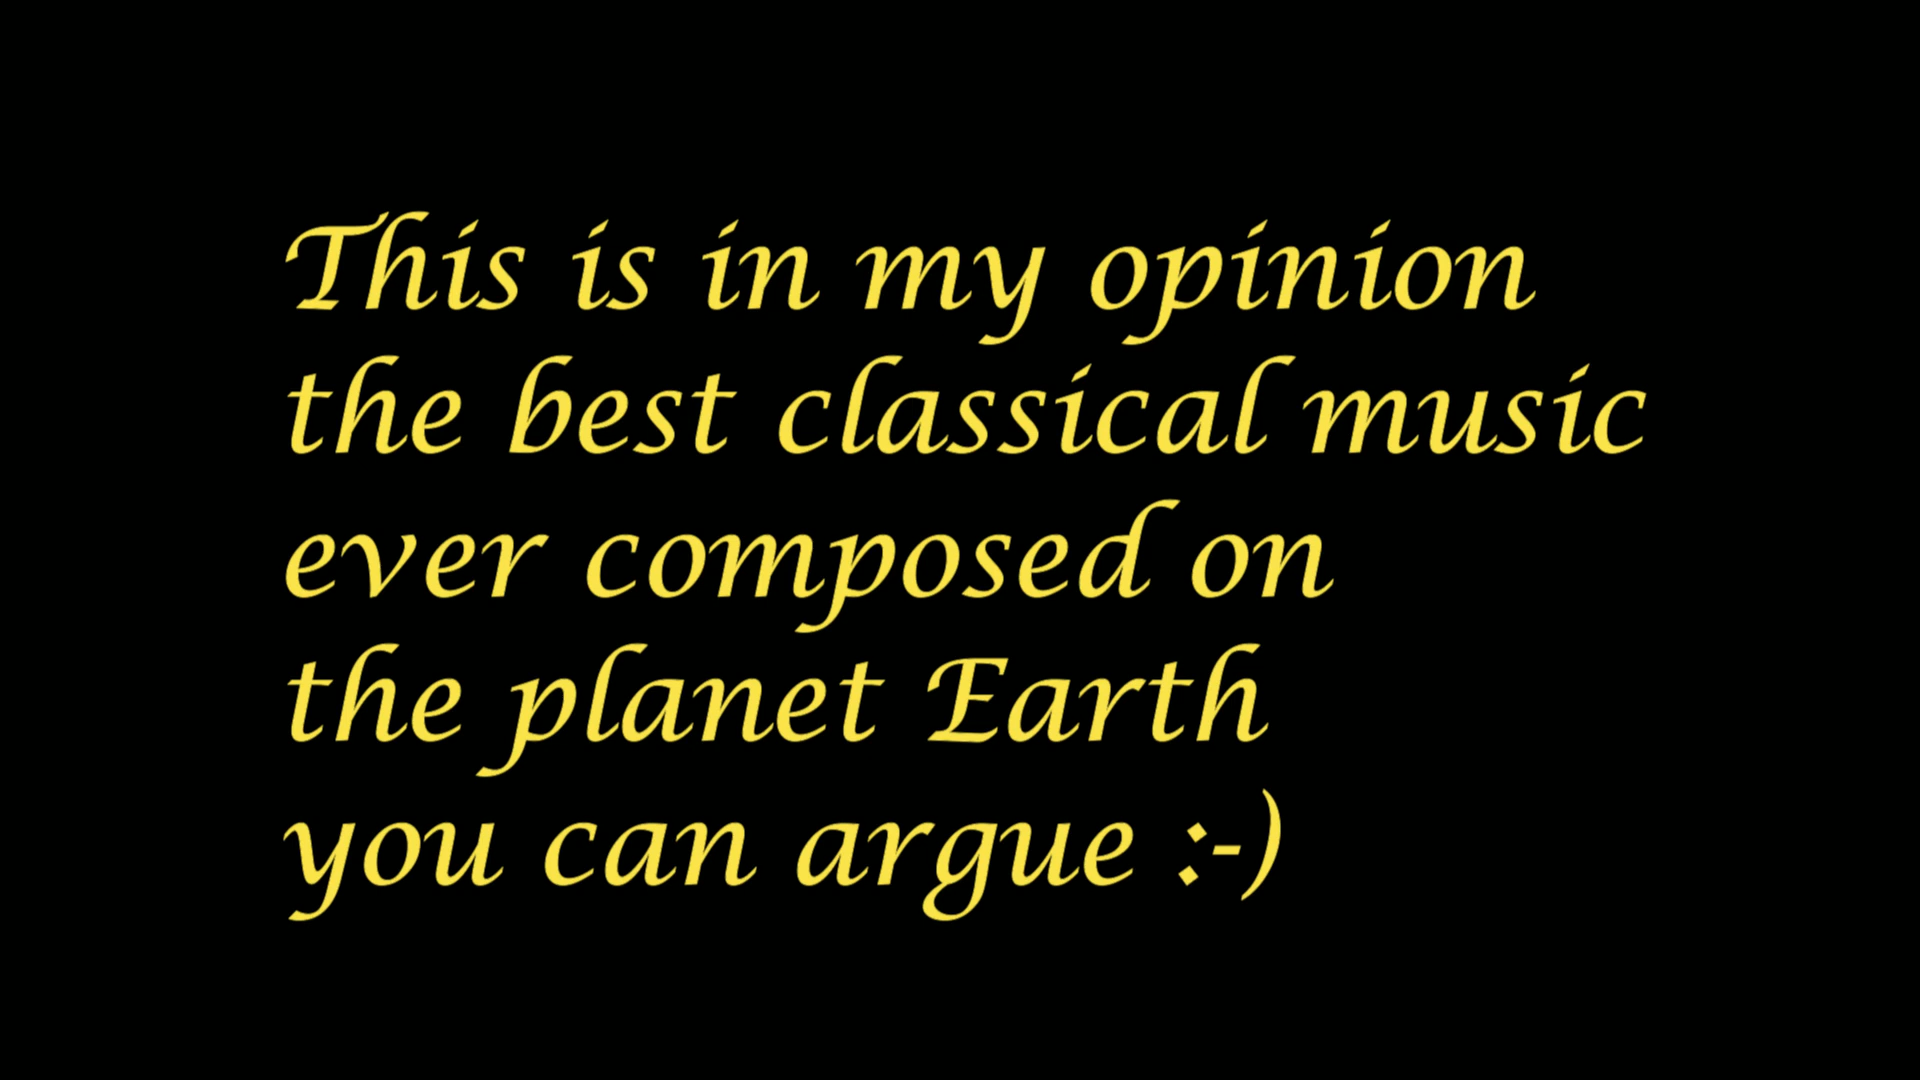 This is in my opinion
the best classical music
ever composed on
the planet Earth
you can argue :-)